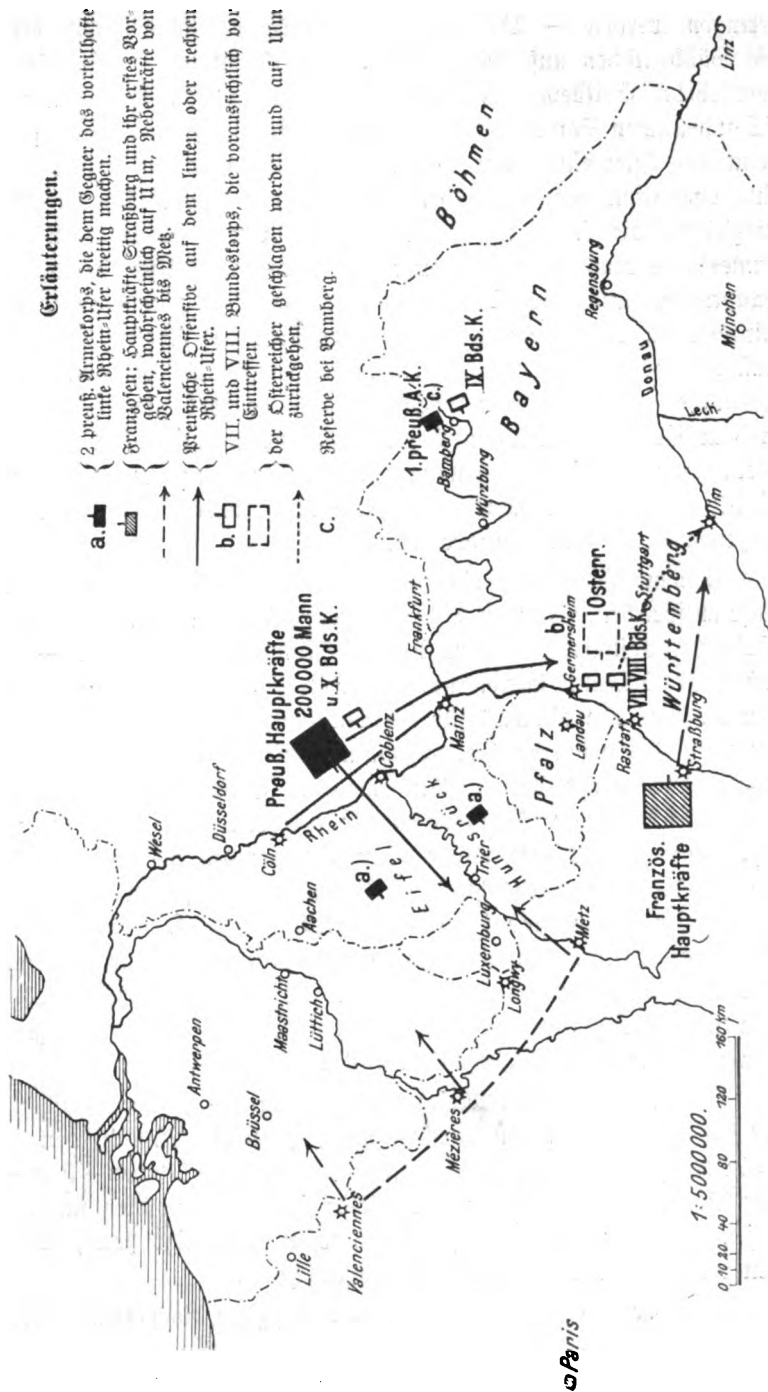 Erläuterungen.
a. 2 preuß. Armeekorps, die dem Gegner das vorteilhafte
linke Rhein-Ufer streitig machen.
Franzosen: Hauptkräfte Straßburg und ihr erstes Vor-
gehen, wahrscheinlich auf Ulm, Nebenkräfte von
Valenciennes bis Metz.
Preußische Offensive auf dem linken oder rechten
Rhein-Ufer.
b. VII. und VIII. Bundeskorps, die voraussichtlich vor
Eintreffen
der Österreicher geschlagen werden und auf Ulm
zurückgehen.
c. Reserve bei Bamberg.
Wesel
Düsseldorf
Cöln
Rhein
Preuß. Hauptkräfte
200000 Mann
u. X. Bds. K.
Coblenz
Aachen
Eifel
a.)
Antwerpen
Maastricht
Lüttich
Brüssel
Lille
Valenciennes
Mézières
Longwy
Luxemburg
Trier
Hunsrück
a.)
Metz
Mainz
Frankfurt
Pfalz
Landau
b.)
Germersheim
Österr.
VII. VIII. Bds. K.
Rastatt
Stuttgart
Württemberg
Straßburg
Französ.
Hauptkräfte
Ulm
1. preuß. A. K.
c.)
Bamberg
IX. Bds. K.
Würzburg
Bayern
Böhmen
Regensburg
Donau
Lech
München
Linz
Paris
1:5000000.
0 10 20 40 80 120 160 km